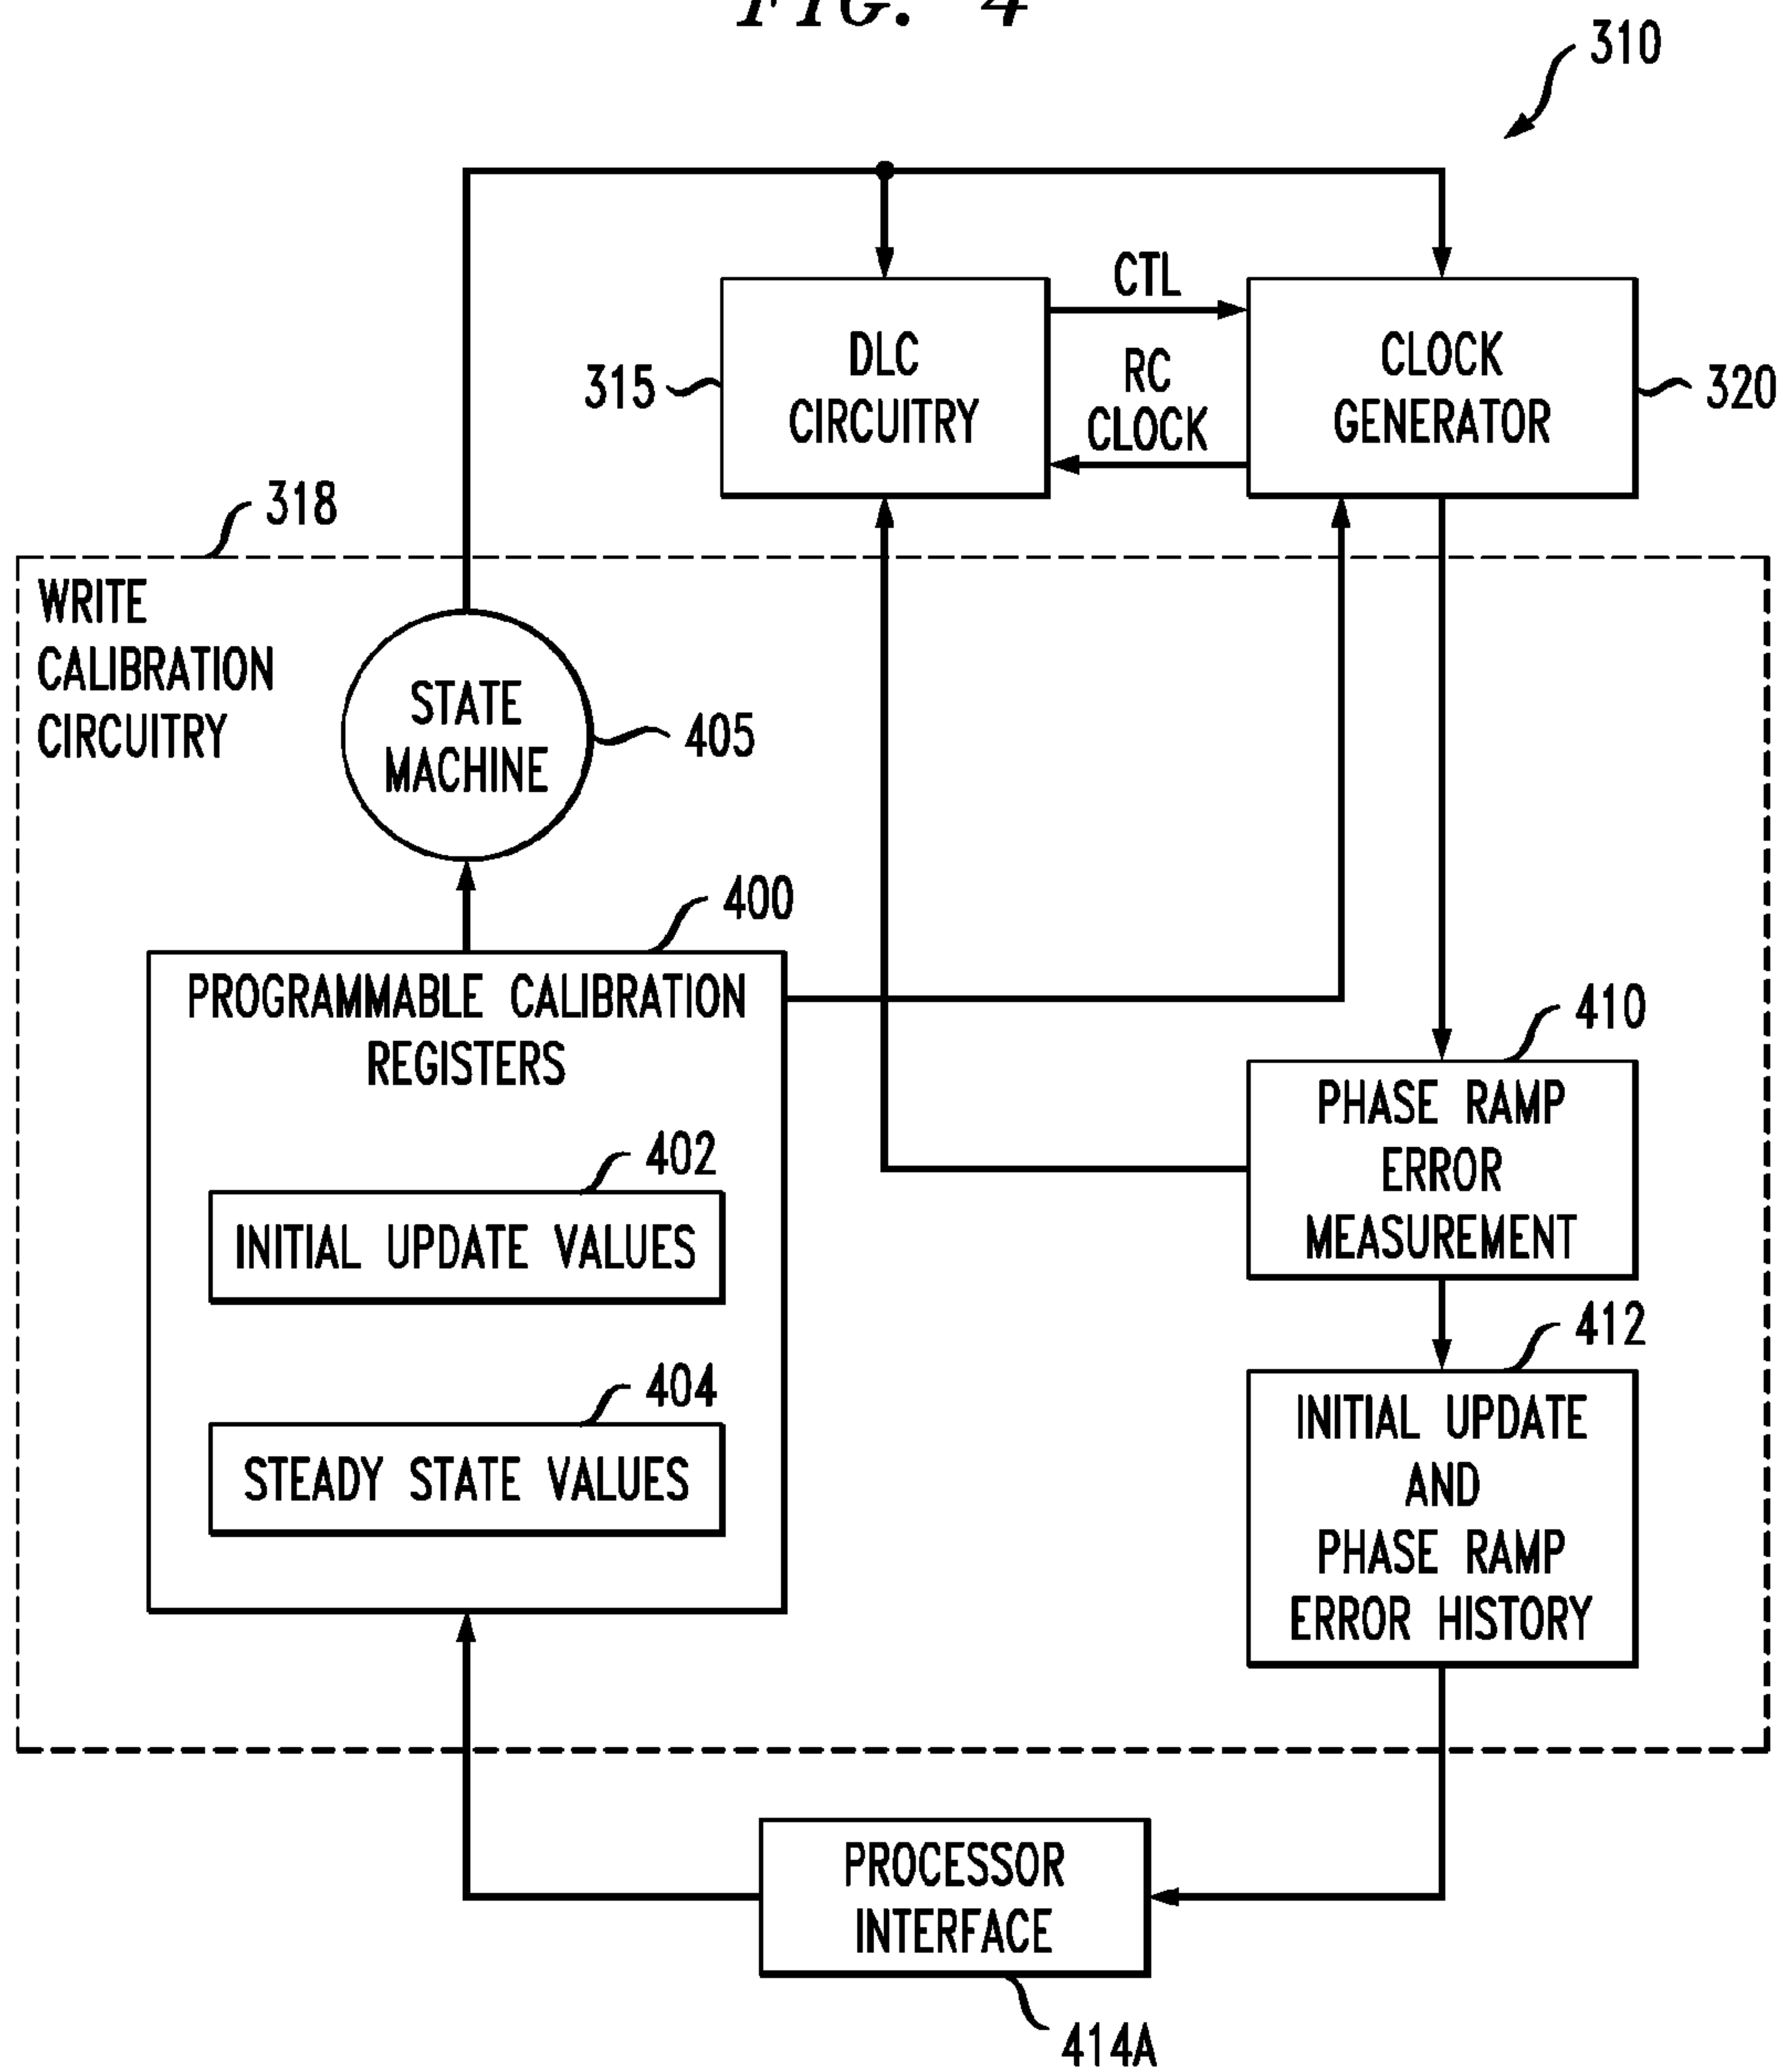 FIG. 4
310
CTL
DLC
CIRCUITRY
315
RC
CLOCK
CLOCK
GENERATOR
320
318
WRITE
CALIBRATION
CIRCUITRY
STATE
MACHINE
405
400
PROGRAMMABLE CALIBRATION
REGISTERS
402
INITIAL UPDATE VALUES
404
STEADY STATE VALUES
410
PHASE RAMP
ERROR
MEASUREMENT
412
INITIAL UPDATE
AND
PHASE RAMP
ERROR HISTORY
PROCESSOR
INTERFACE
414A